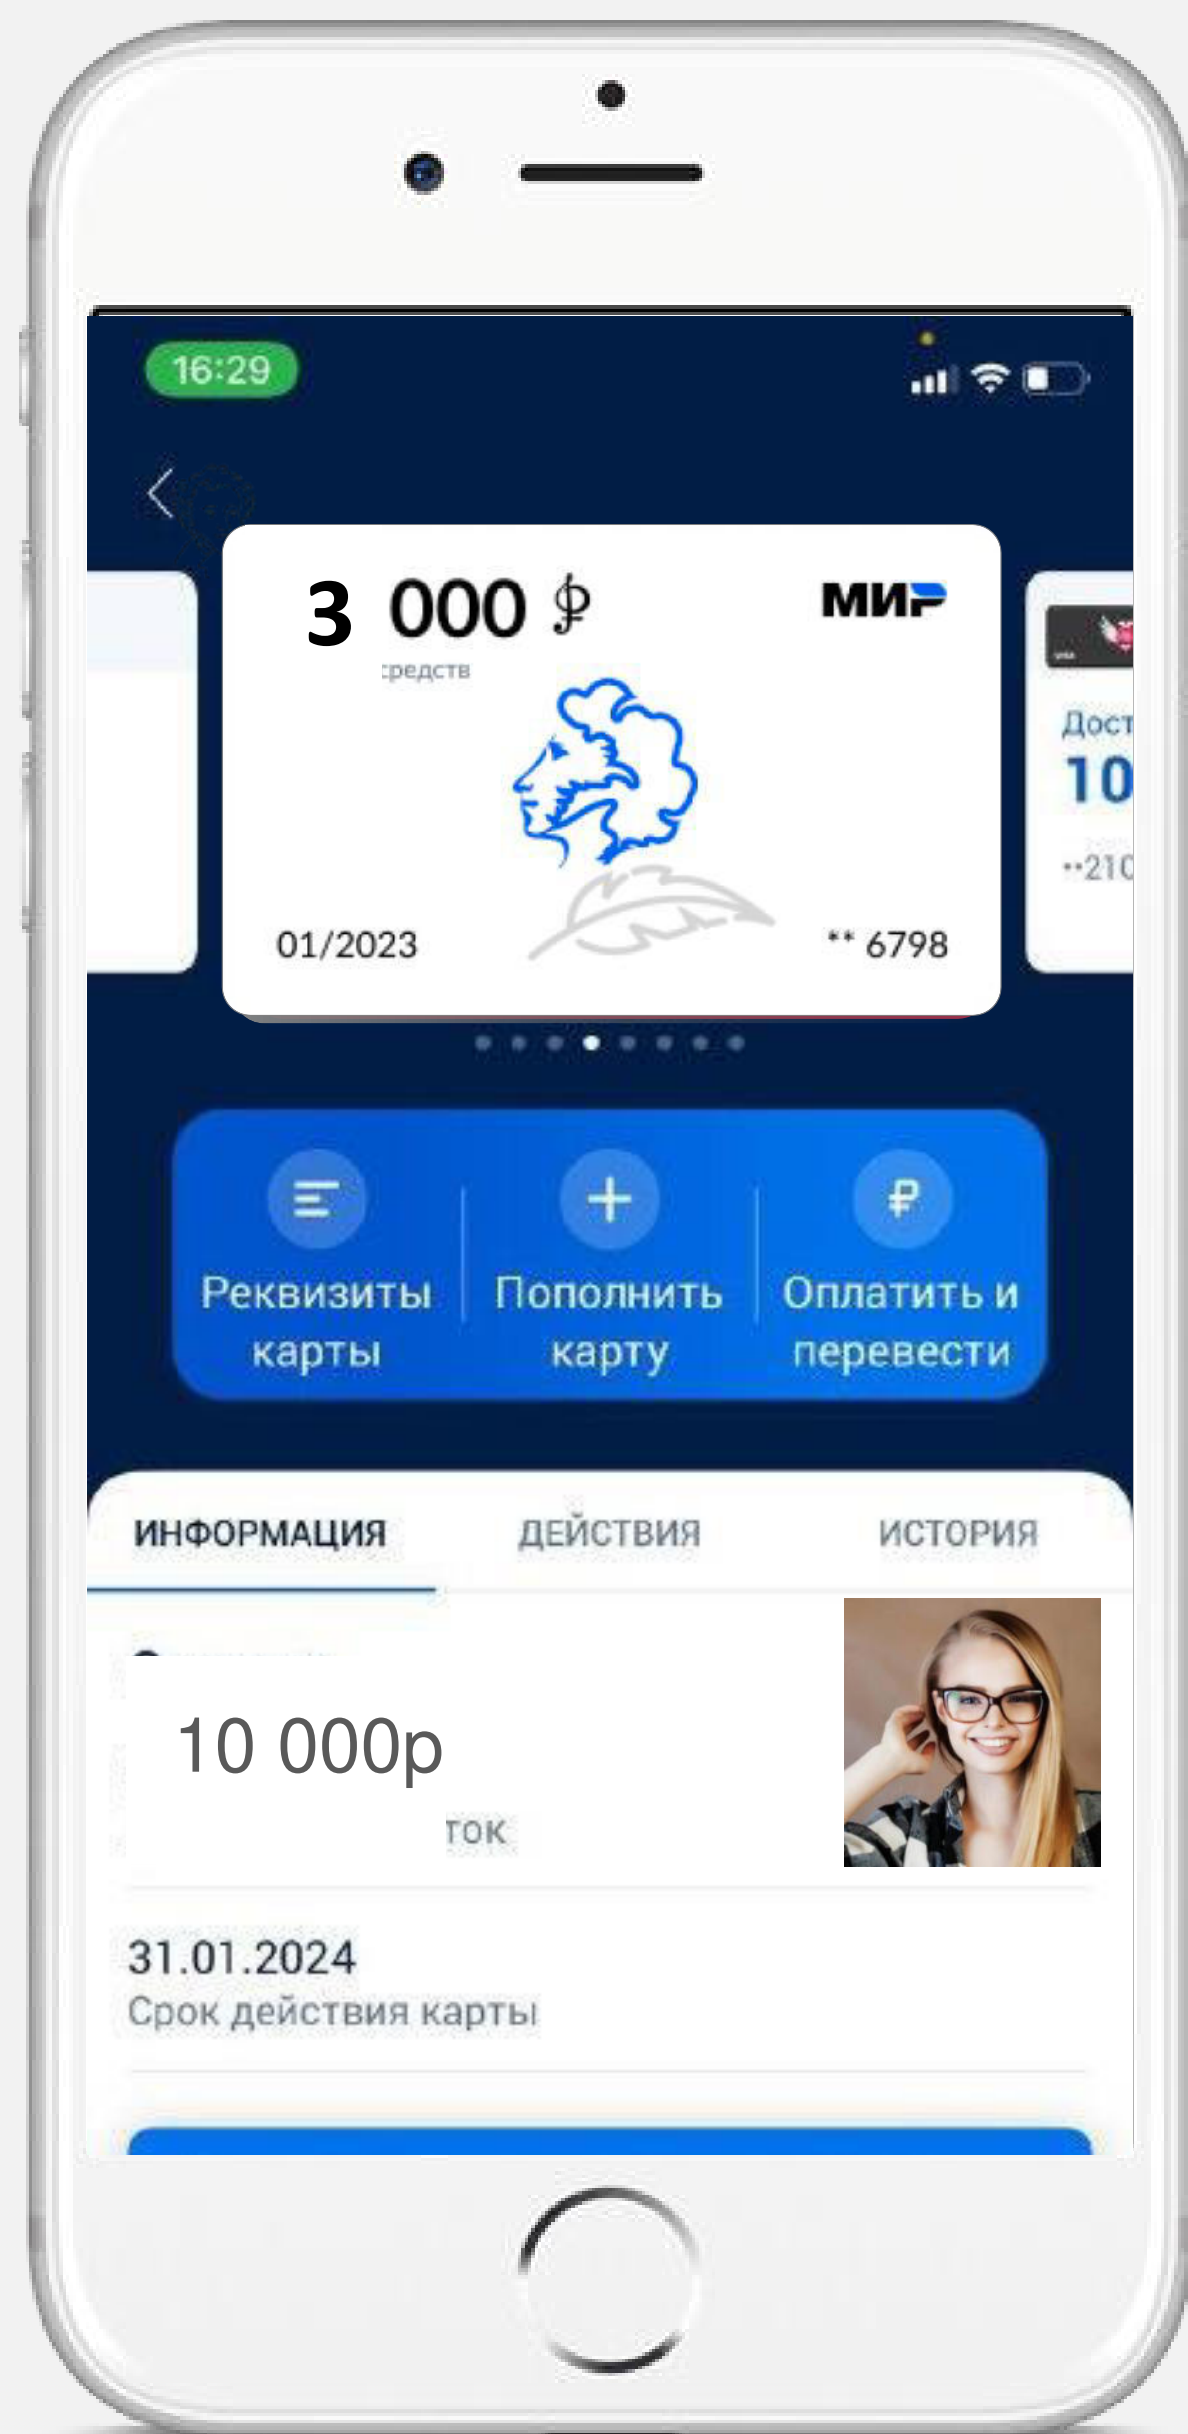 16:29
3 000 ₽
МИР
средств
01/2023
** 6798
Дост
10
**210
Реквизиты карты
Пополнить карту
Оплатить и перевести
ИНФОРМАЦИЯ
ДЕЙСТВИЯ
ИСТОРИЯ
10 000р
ток
31.01.2024
Срок действия карты